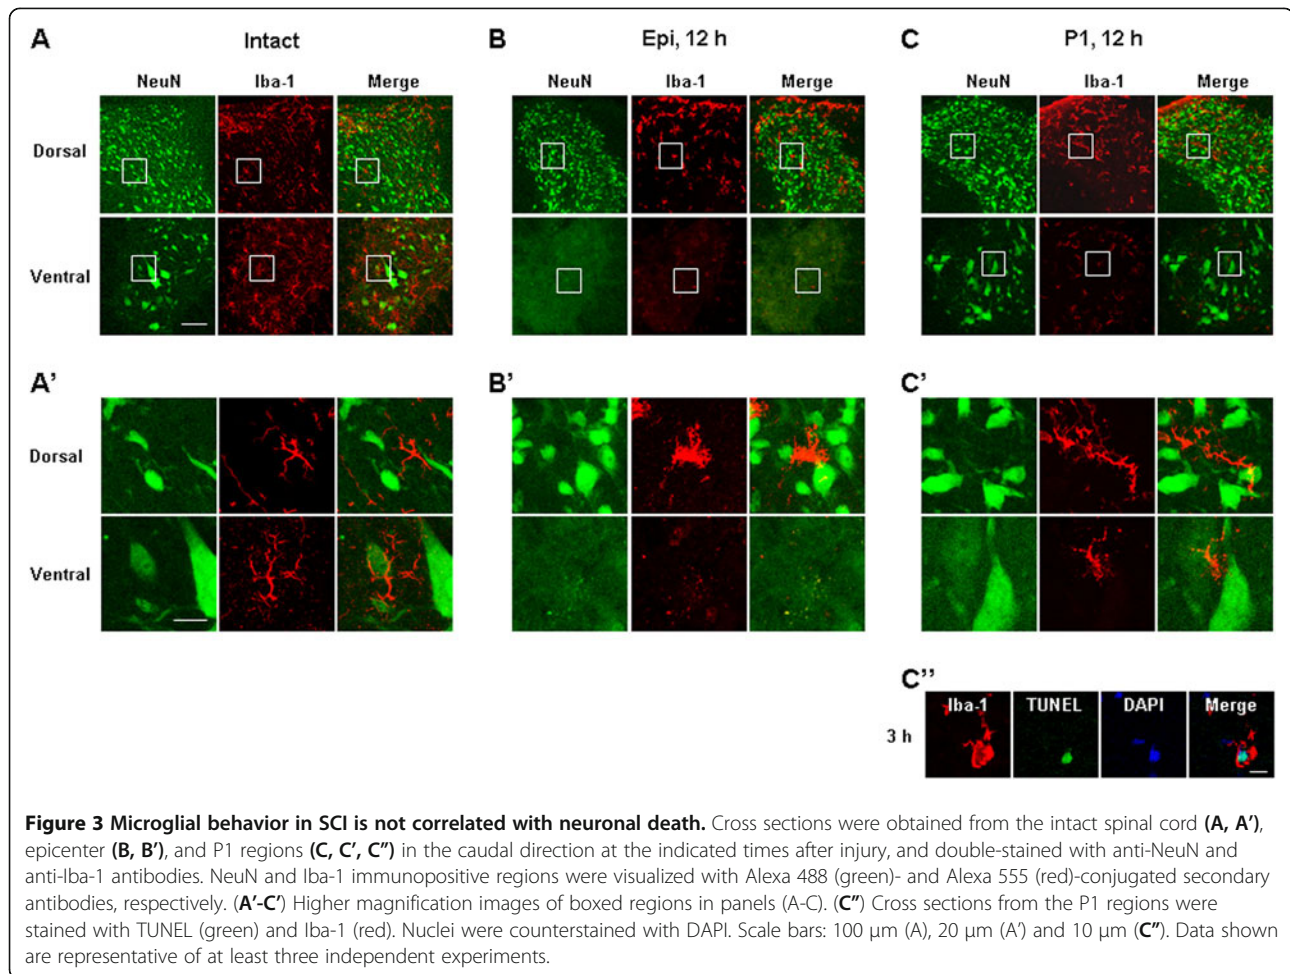 A Intact
B Epi, 12 h
C P1, 12 h
NeuN Iba-1 Merge
NeuN Iba-1 Merge
NeuN Iba-1 Merge
Dorsal
Ventral
A'
B'
C'
Dorsal
Ventral
C''
Iba-1 TUNEL DAPI Merge
3 h
Figure 3 Microglial behavior in SCI is not correlated with neuronal death. Cross sections were obtained from the intact spinal cord (A, A'),
epicenter (B, B'), and P1 regions (C, C', C'') in the caudal direction at the indicated times after injury, and double-stained with anti-NeuN and
anti-Iba-1 antibodies. NeuN and Iba-1 immunopositive regions were visualized with Alexa 488 (green)- and Alexa 555 (red)-conjugated secondary
antibodies, respectively. (A'-C') Higher magnification images of boxed regions in panels (A-C). (C'') Cross sections from the P1 regions were
stained with TUNEL (green) and Iba-1 (red). Nuclei were counterstained with DAPI. Scale bars: 100 μm (A), 20 μm (A') and 10 μm (C''). Data shown
are representative of at least three independent experiments.